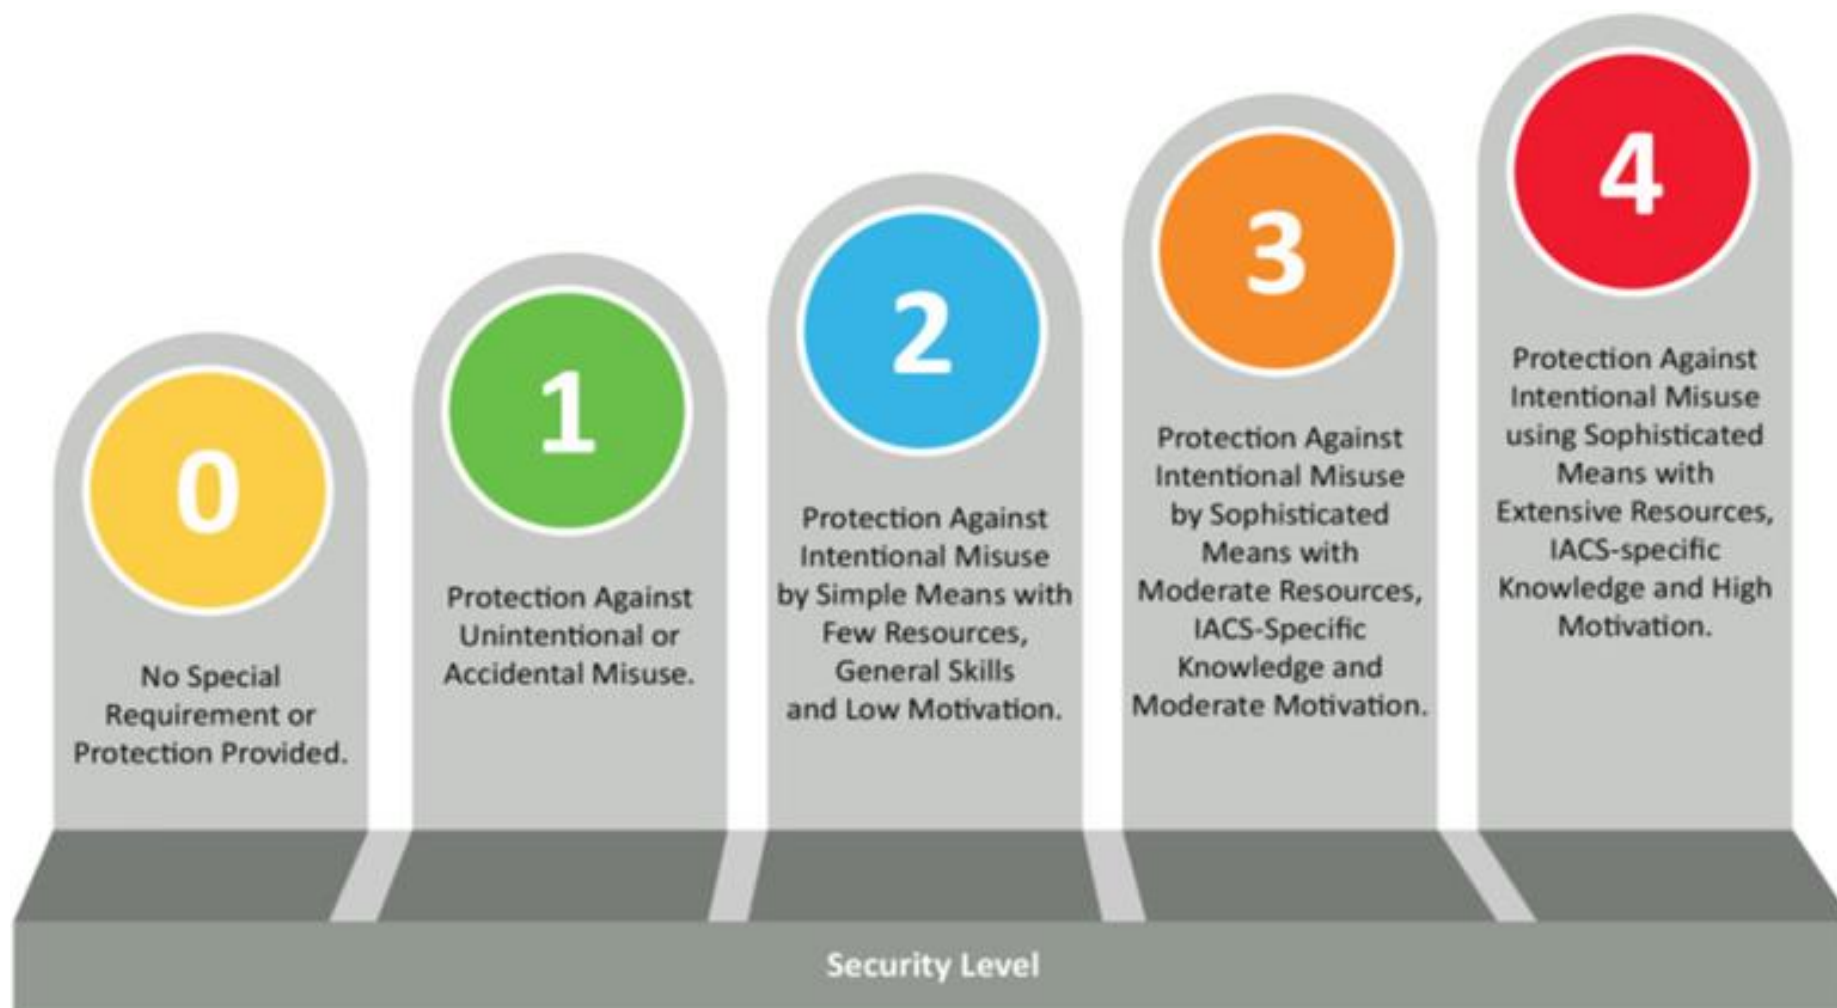 0
No Special
Requirement or
Protection Provided.
1
Protection Against
Unintentional or
Accidental Misuse.
2
Protection Against
Intentional Misuse
by Simple Means with
Few Resources,
General Skills
and Low Motivation.
3
Protection Against
Intentional Misuse
by Sophisticated
Means with
Moderate Resources,
IACS-Specific
Knowledge and
Moderate Motivation.
4
Protection Against
Intentional Misuse
using Sophisticated
Means with
Extensive Resources,
IACS-specific
Knowledge and High
Motivation.
Security Level